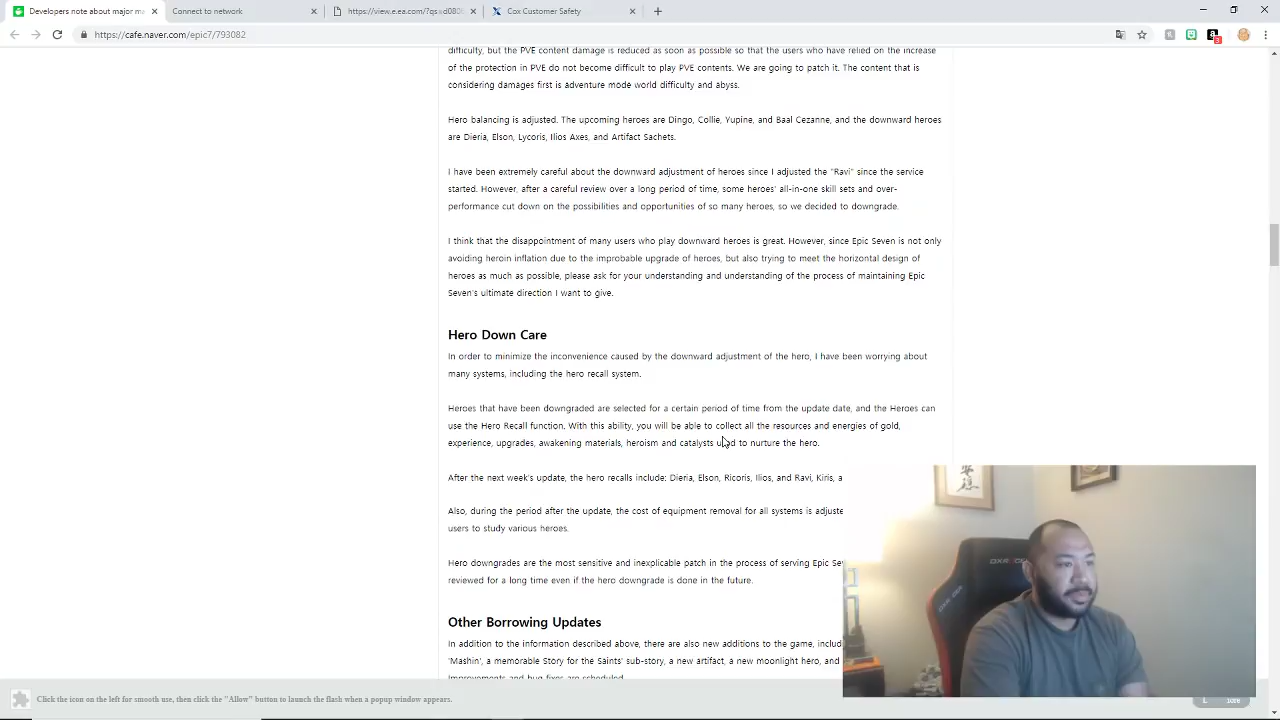 Developers note about major m
Connect to network
https://view.e.ea.com/?qs=d080
Cox Customer Safety
https://cafe.naver.com/epic7/793082
difficulty, but the PVE content damage is reduced as soon as possible so that the users who have relied on the increase
of the protection in PVE do not become difficult to play PVE contents. We are going to patch it. The content that is
considering damages first is adventure mode world difficulty and abyss.
Hero balancing is adjusted. The upcoming heroes are Dingo, Collie, Yupine, and Baal Cezanne, and the downward heroes
are Dieria, Elson, Lycoris, Ilios Axes, and Artifact Sachets.
I have been extremely careful about the downward adjustment of heroes since I adjusted the "Ravi" since the service
started. However, after a careful review over a long period of time, some heroes' all-in-one skill sets and over-
performance cut down on the possibilities and opportunities of so many heroes, so we decided to downgrade.
I think that the disappointment of many users who play downward heroes is great. However, since Epic Seven is not only
avoiding heroin inflation due to the improbable upgrade of heroes, but also trying to meet the horizontal design of
heroes as much as possible, please ask for your understanding and understanding of the process of maintaining Epic
Seven's ultimate direction I want to give.
Hero Down Care
In order to minimize the inconvenience caused by the downward adjustment of the hero, I have been worrying about
many systems, including the hero recall system.
Heroes that have been downgraded are selected for a certain period of time from the update date, and the Heroes can
use the Hero Recall function. With this ability, you will be able to collect all the resources and energies of gold,
experience, upgrades, awakening materials, heroism and catalysts used to nurture the hero.
After the next week's update, the hero recalls include: Dieria, Elson, Ricoris, Ilios, and Ravi, Kiris, a
Also, during the period after the update, the cost of equipment removal for all systems is adjuste
users to study various heroes.
Hero downgrades are the most sensitive and inexplicable patch in the process of serving Epic Se
reviewed for a long time even if the hero downgrade is done in the future.
Other Borrowing Updates
In addition to the information described above, there are also new additions to the game, includ
'Mashin', a memorable Story for the Saints' sub-story, a new artifact, a new moonlight hero, and
improvements and bug fixes are scheduled.
Click the icon on the left for smooth use, then click the "Allow" button to launch the flask when a popup window appears.